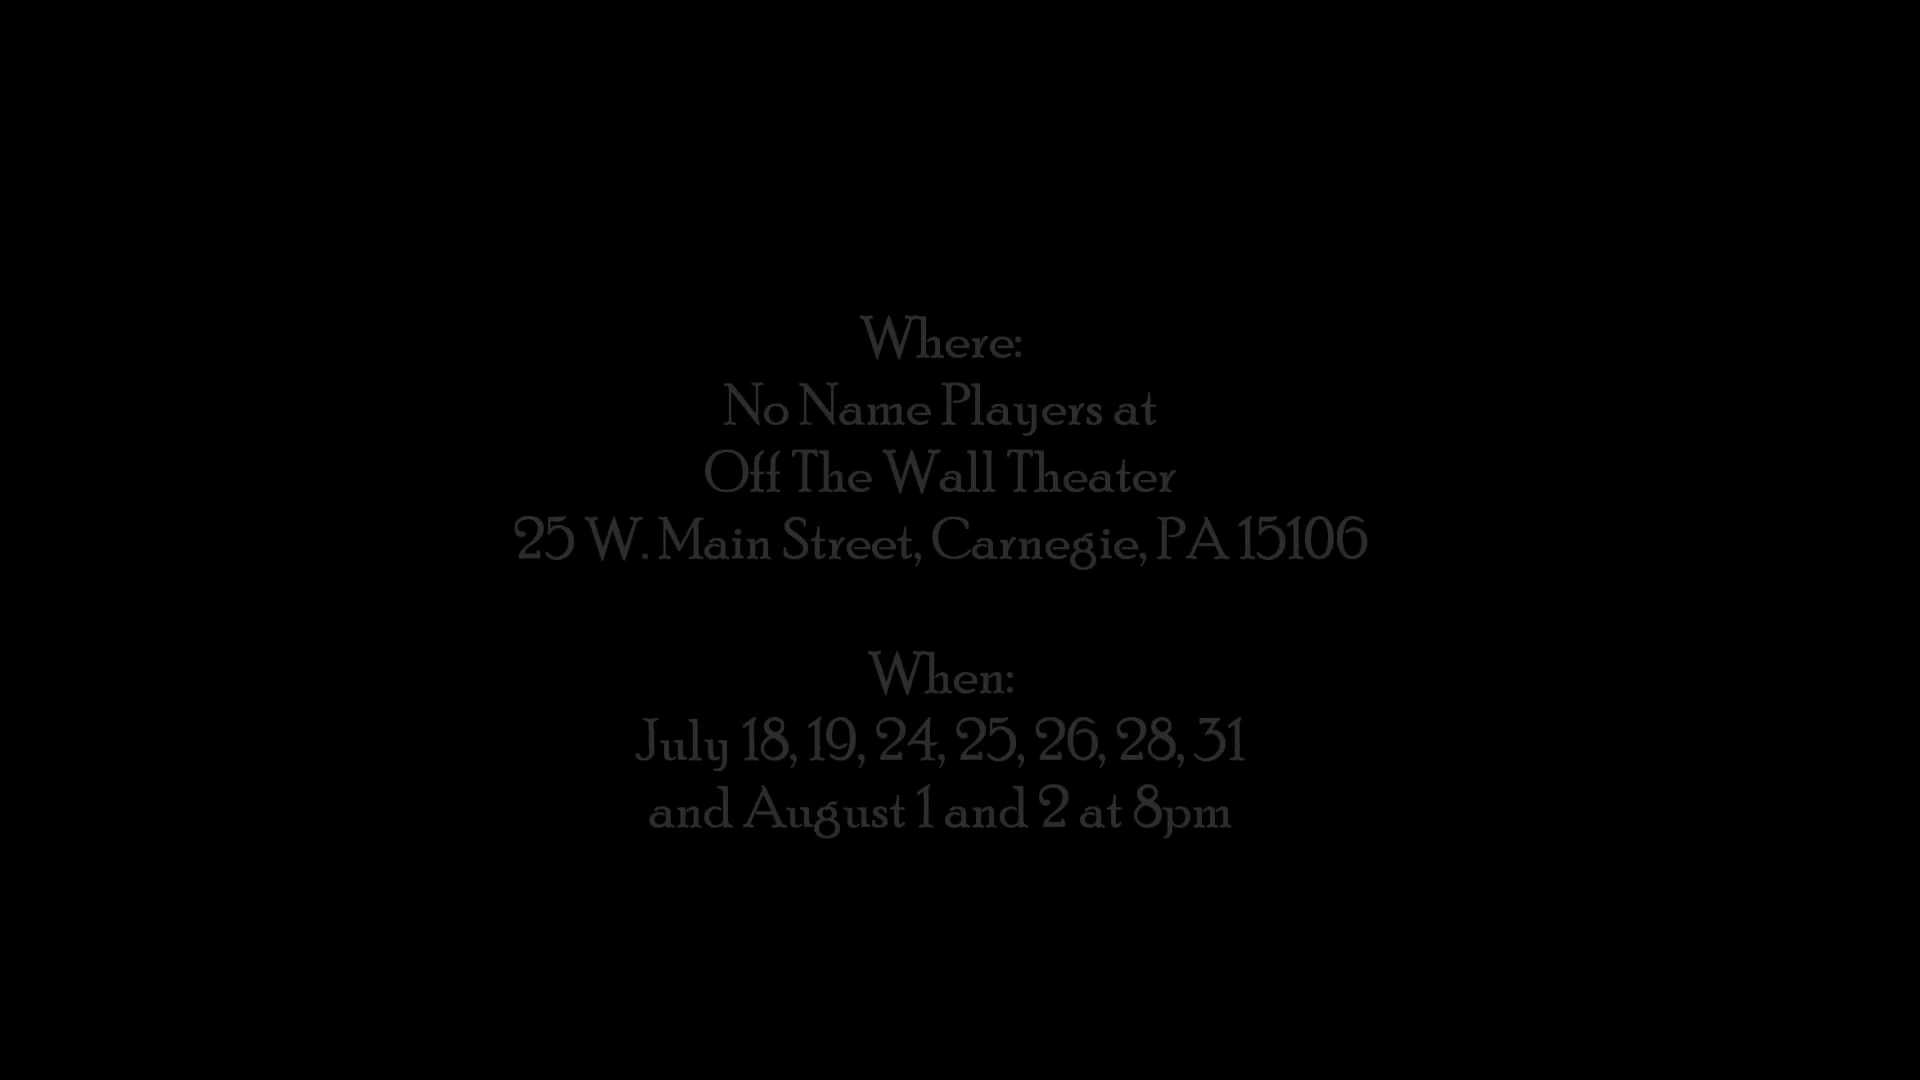 Where:
No Name Players at
Off The Wall Theater
25 W. Main Street, Carnegie, PA 15106
When:
July 18, 19, 24, 25, 26, 28, 31
and August 1 and 2 at 8pm